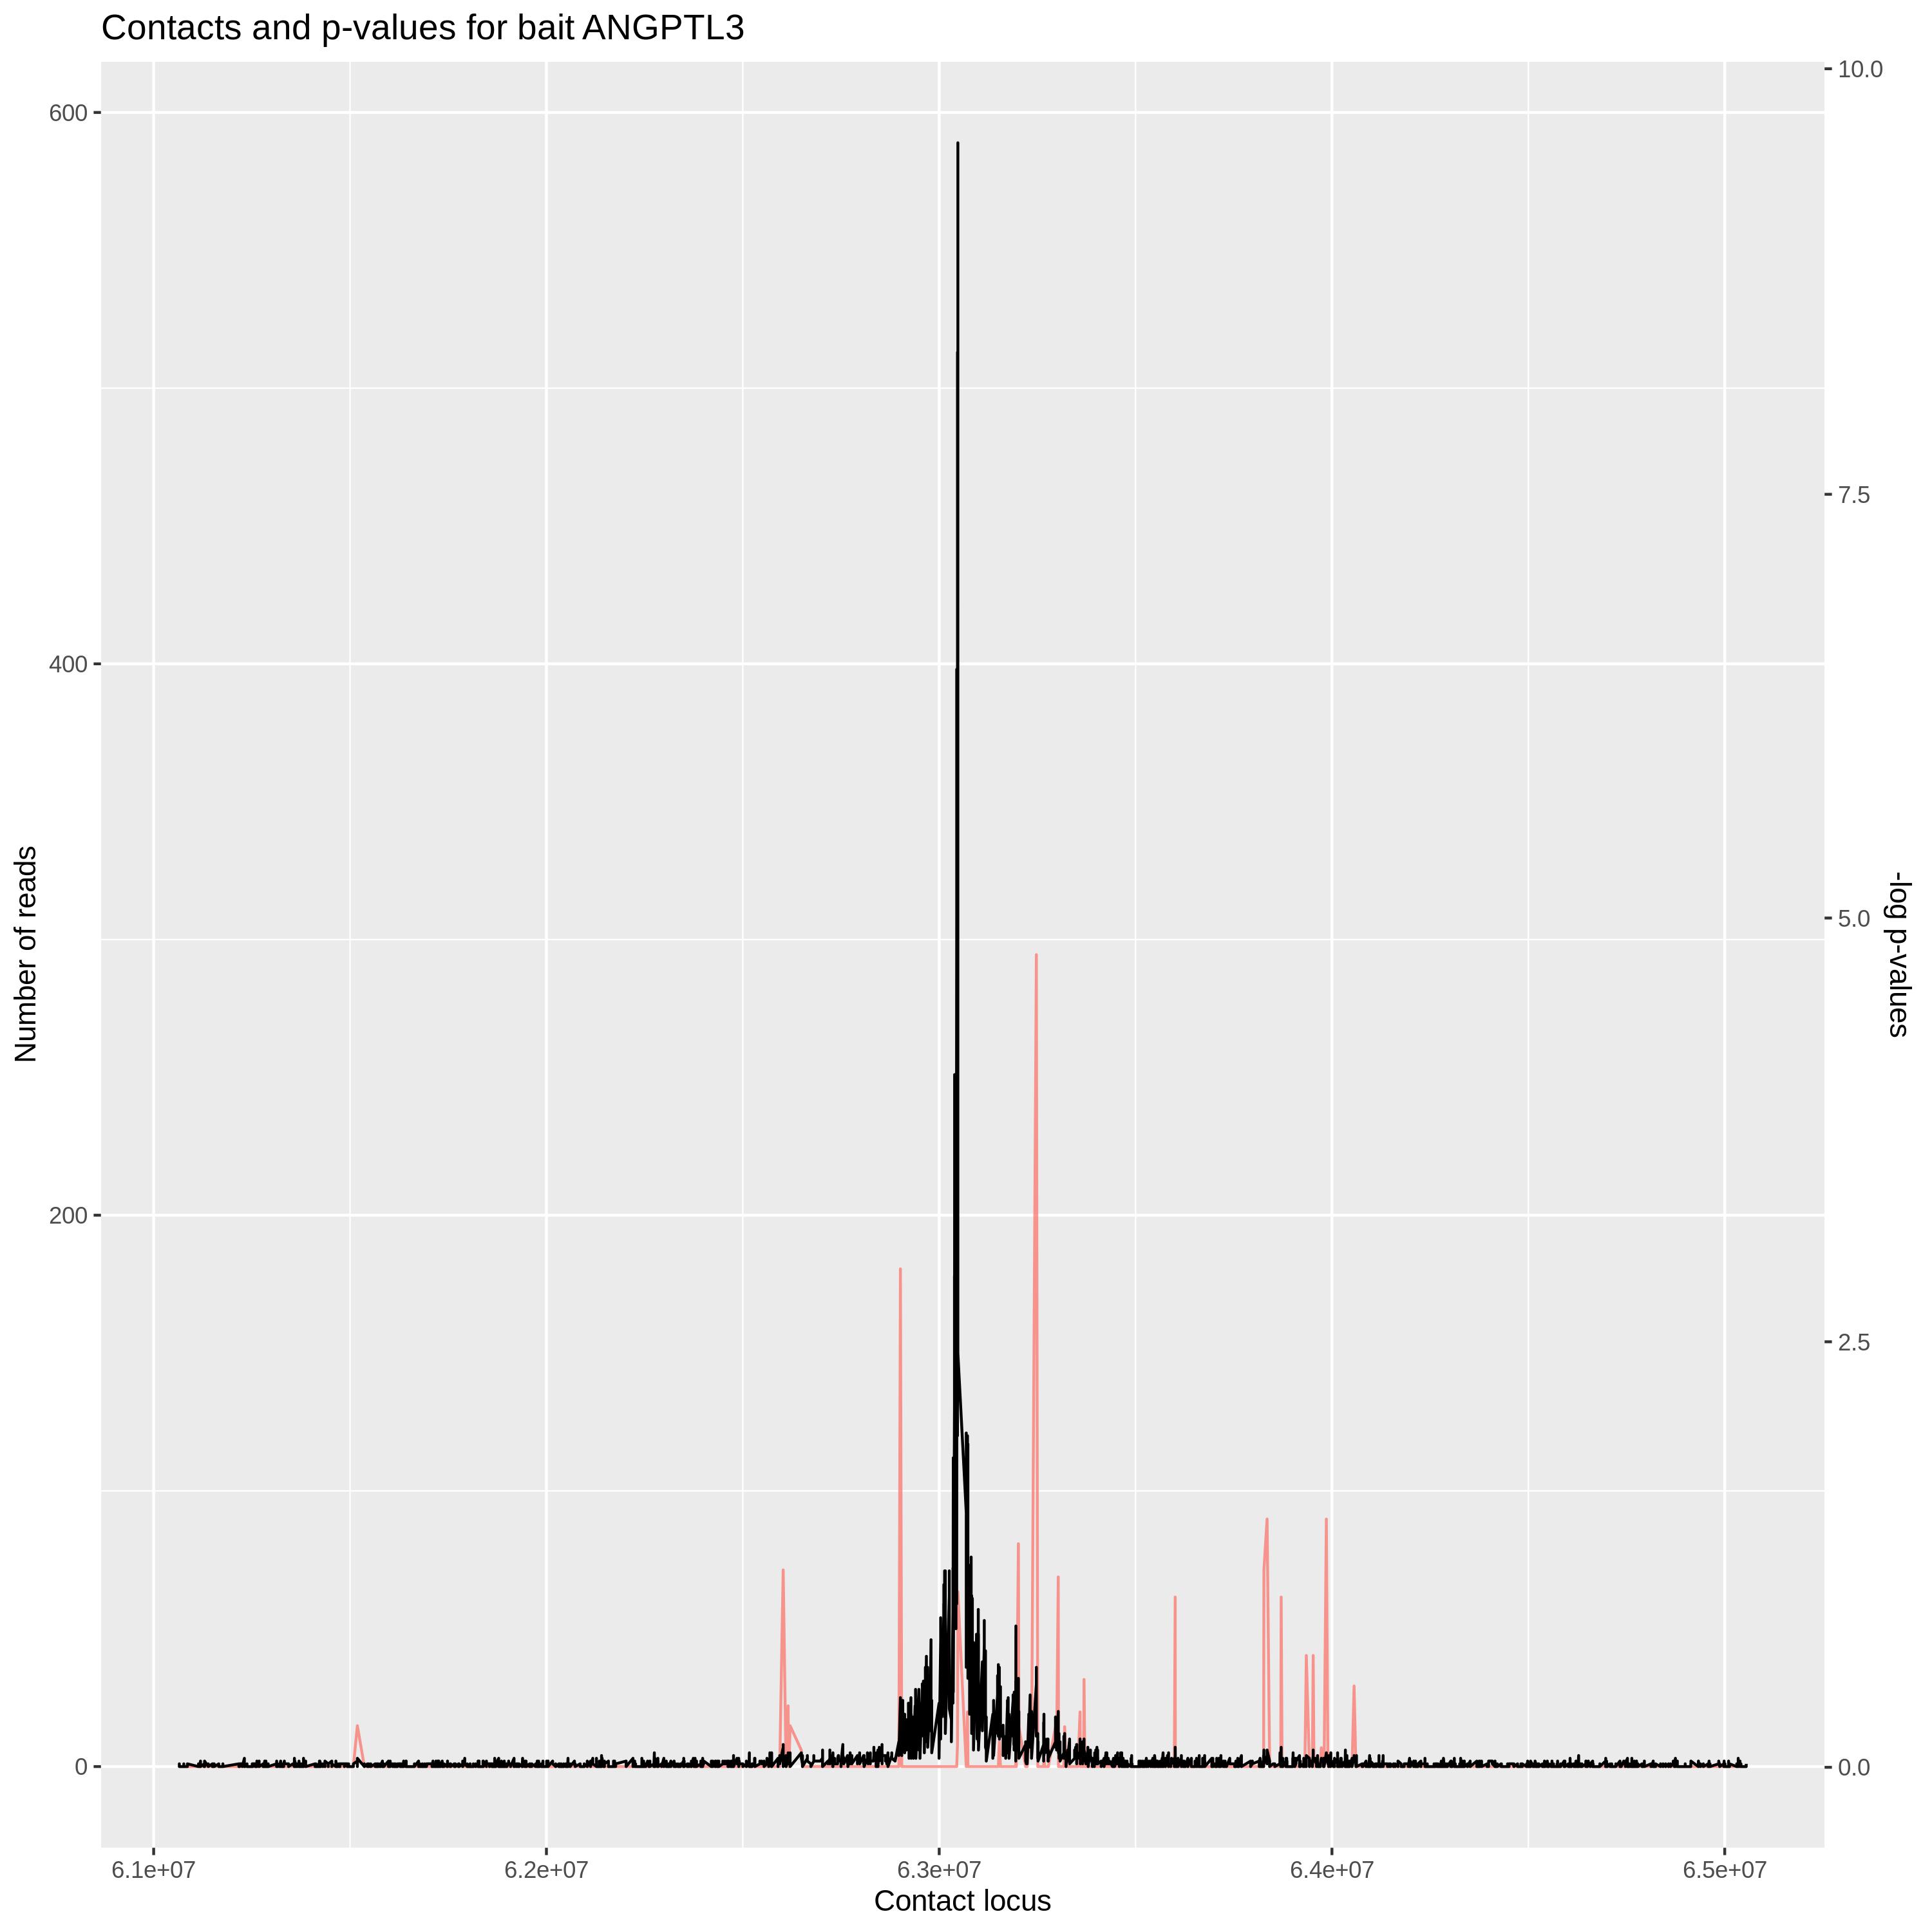 Contacts and p-values for bait ANGPTL3
600
400
200
0
Number of reads
10.0
7.5
5.0
2.5
0.0
-log p-values
6.1e+07
6.2e+07
6.3e+07
6.4e+07
6.5e+07
Contact locus